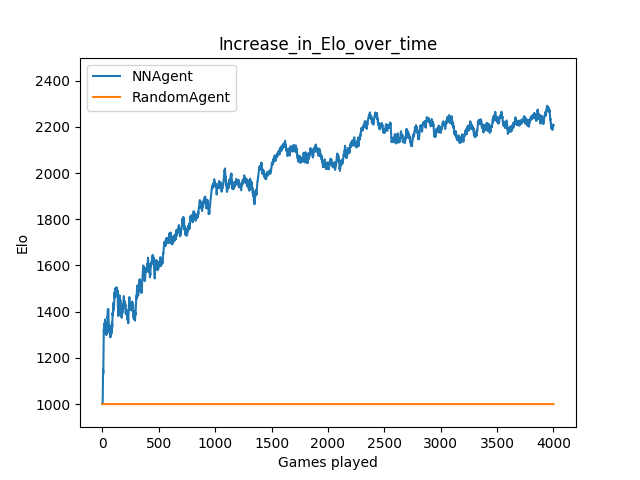 Increase_in_Elo_over_time
NNAgent
RandomAgent
2400
2200
2000
1800
1600
1400
1200
1000
Elo
0 500 1000 1500 2000 2500 3000 3500 4000
Games played